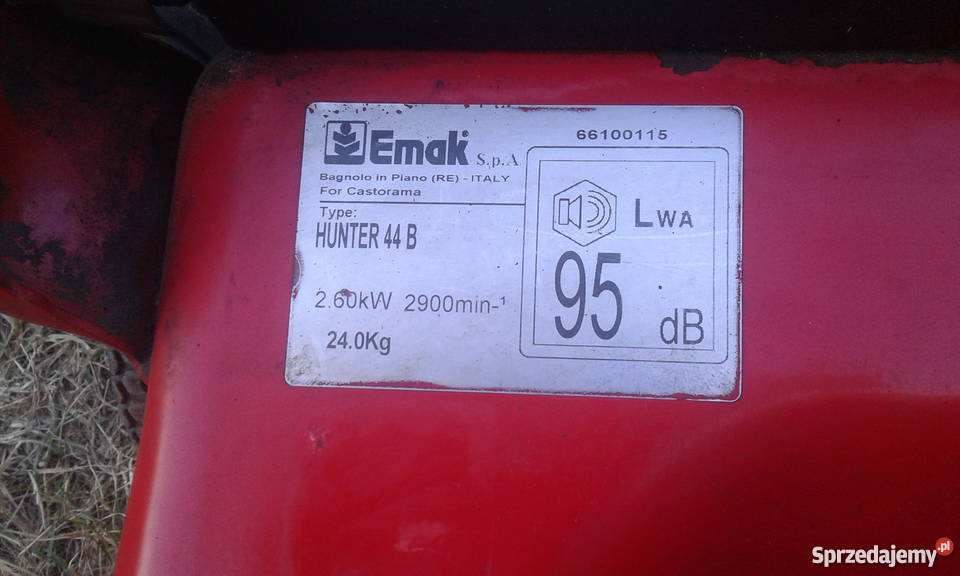 Emak S.p.A.
66100115
Bagnolo in Piano (RE) - ITALY
For Castorama
Type:
HUNTER 44 B
2.60kW 2900min-¹
24.0Kg
LWA
95 dB
Sprzedajemy.pl